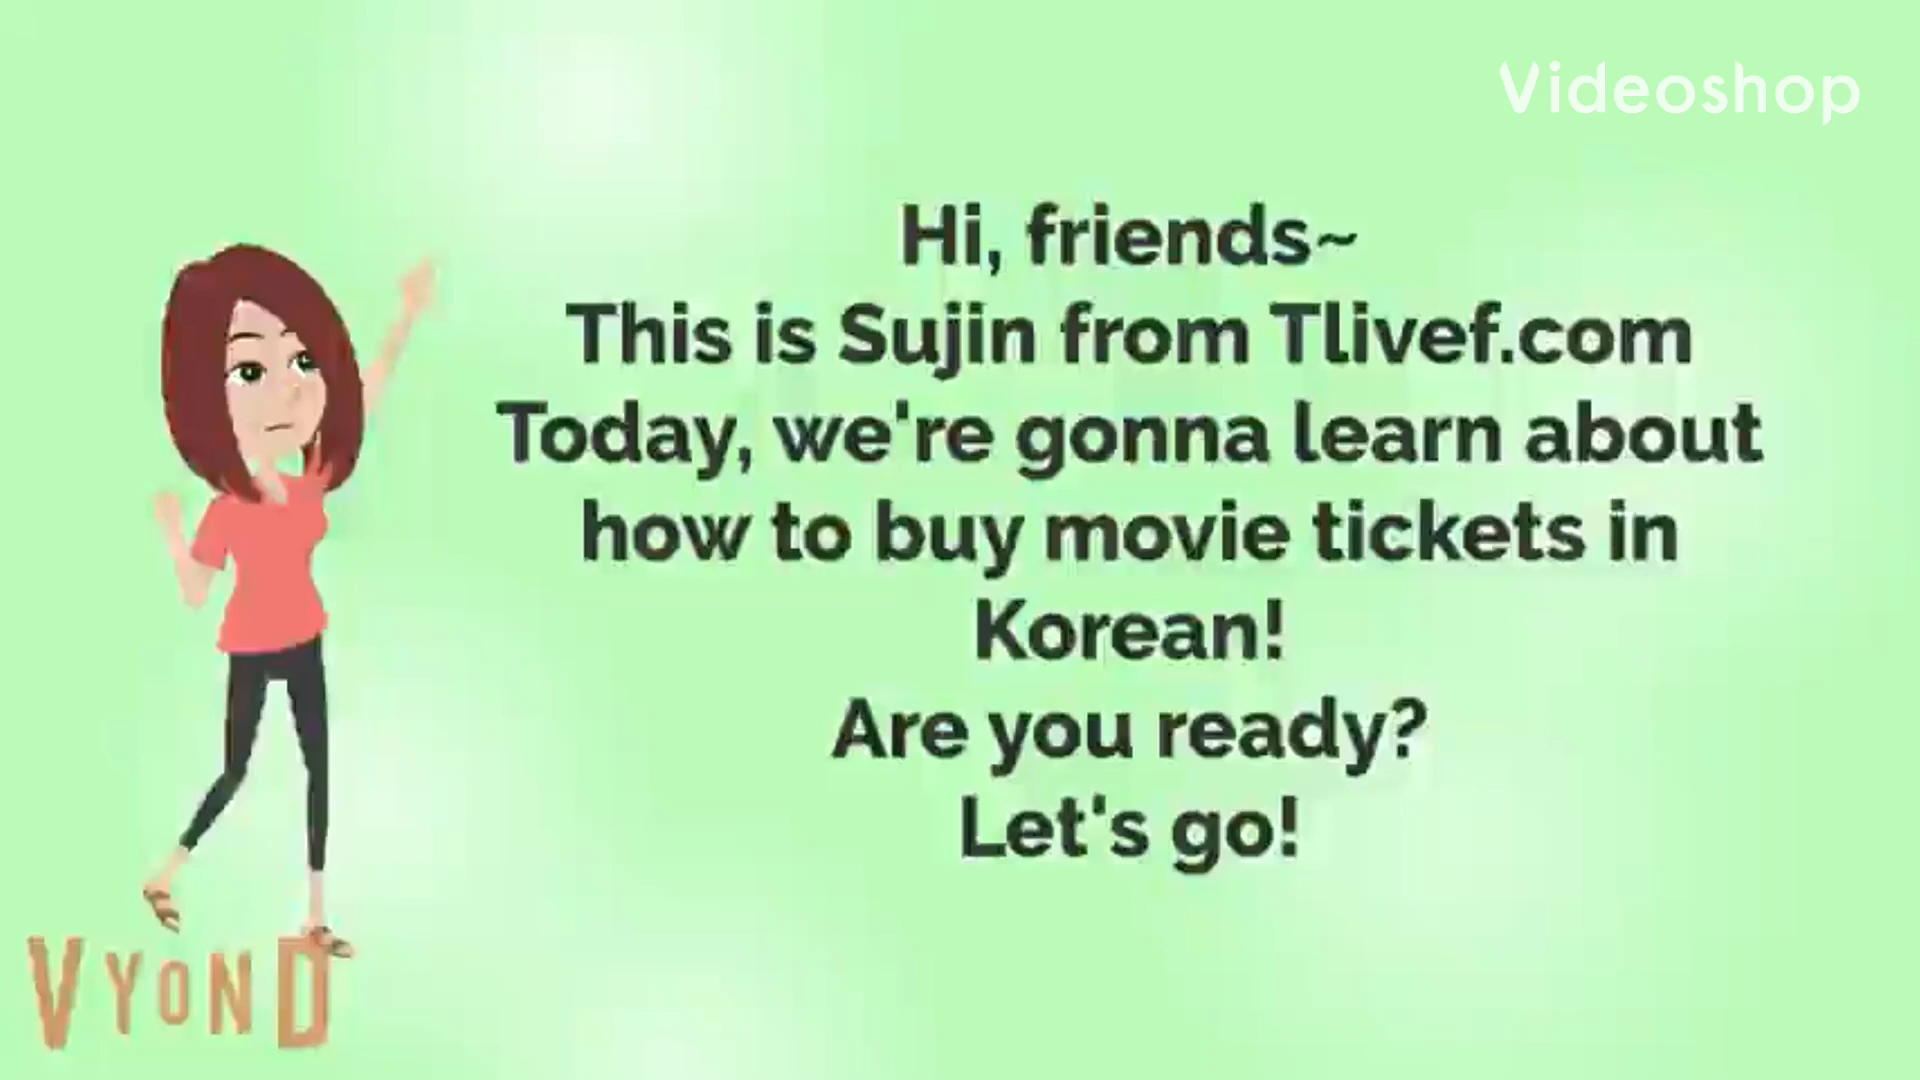 Videoshop
Hi, friends~
This is Sujin from Tlivef.com
Today, we're gonna learn about
how to buy movie tickets in
Korean!
Are you ready?
Let's go!
VYOND